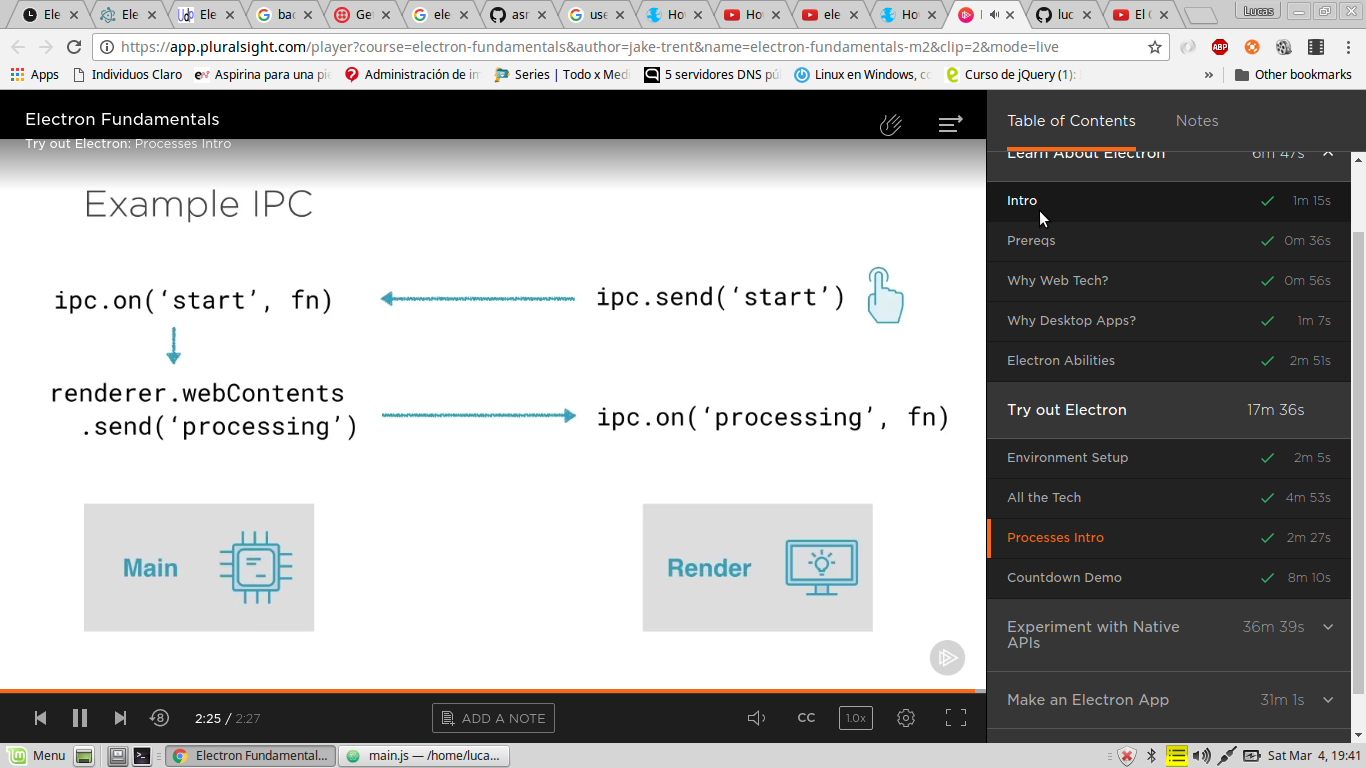 Ele
Ele
Ele
bac
Get
ele
asr
use
Ho
Ho
ele
Ho
luc
El C
Lucas
https://app.pluralsight.com/player?course=electron-fundamentals&author=jake-trent&name=electron-fundamentals-m2&clip=2&mode=live
ABP
Apps
Individuos Claro
Aspirina para una pie
Administración de im
Series | Todo x Medi
5 servidores DNS púl
Linux en Windows, co
Curso de jQuery (1):
»
Other bookmarks
Electron Fundamentals
Try out Electron: Processes Intro
Example IPC
ipc.on(‘start’, fn)
ipc.send(‘start’)
renderer.webContents
.send(‘processing’)
ipc.on(‘processing’, fn)
Main
Render
2:25 / 2:27
ADD A NOTE
CC
1.0x
Table of Contents
Notes
Learn About Electron 6m 47s
Intro 1m 15s
Prereqs 0m 36s
Why Web Tech? 0m 56s
Why Desktop Apps? 1m 7s
Electron Abilities 2m 51s
Try out Electron 17m 36s
Environment Setup 2m 5s
All the Tech 4m 53s
Processes Intro 2m 27s
Countdown Demo 8m 10s
Experiment with Native 36m 39s
APIs
Make an Electron App 31m 1s
Menu
Electron Fundamental...
main.js — /home/luca...
Sat Mar 4, 19:41